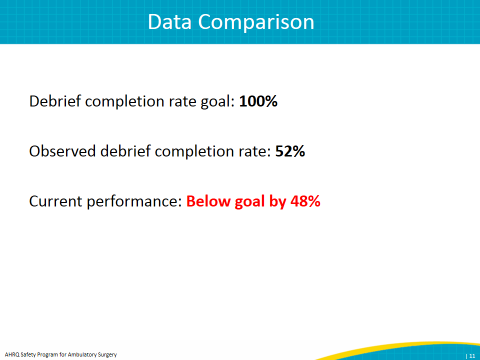 Data Comparison
Debrief completion rate goal: 100%
Observed debrief completion rate: 52%
Current performance: Below goal by 48%
AHRQ Safety Program for Ambulatory Surgery
| 11